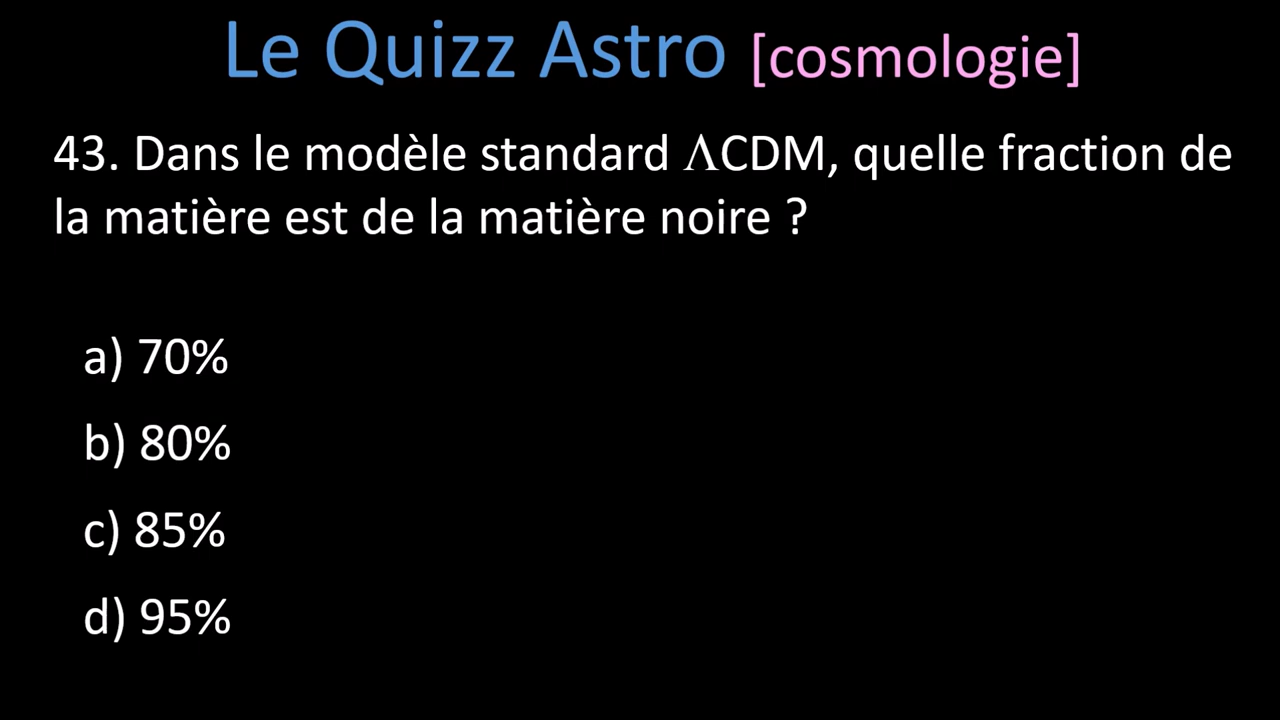 Le Quizz Astro [cosmologie]
43. Dans le modèle standard ΛCDM, quelle fraction de
la matière est de la matière noire ?
a) 70%
b) 80%
c) 85%
d) 95%